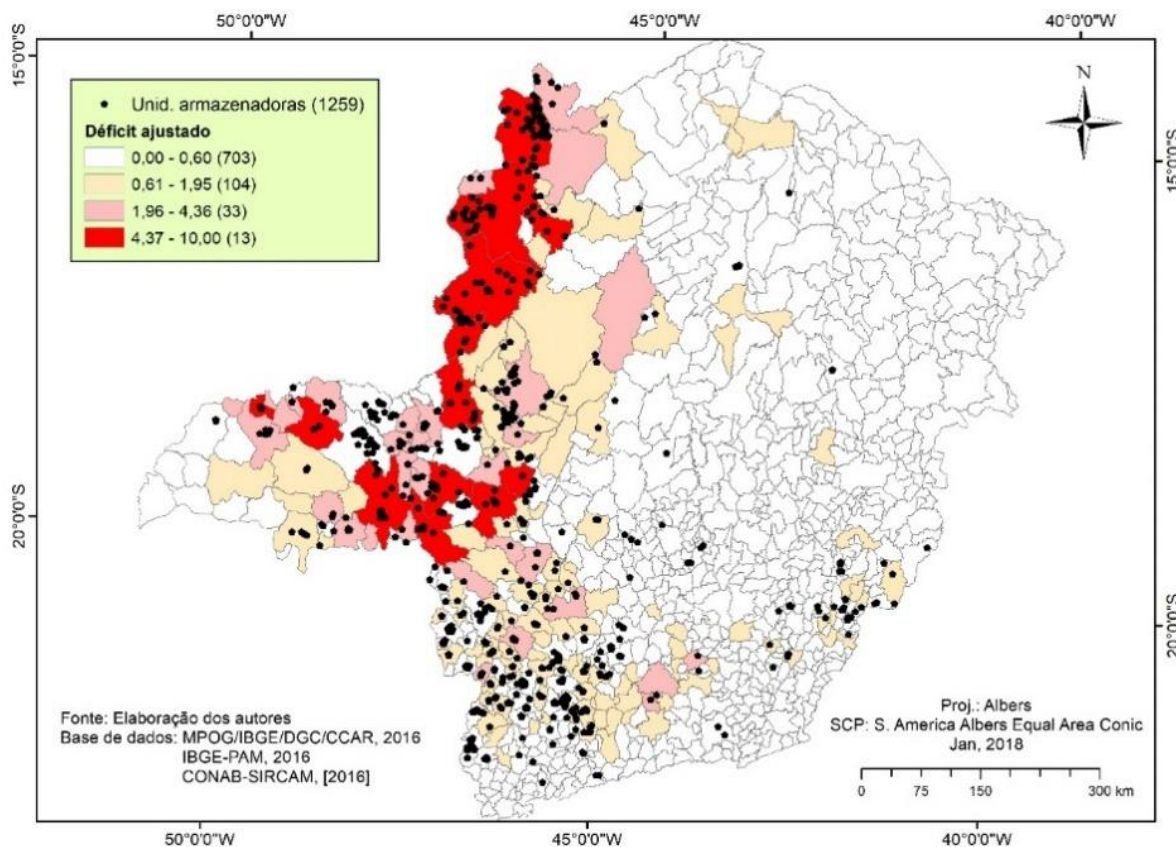 50°0'0"W 45°0'0"W 40°0'0"W
15°0'0"S
Unid. armazenadoras (1259)
Déficit ajustado
0,00 - 0,60 (703)
0,61 - 1,95 (104)
1,96 - 4,36 (33)
4,37 - 10,00 (13)
N
15°0'0"S
20°0'0"S
20°0'0"S
Fonte: Elaboração dos autores
Base de dados: MPOG/IBGE/DGC/CCAR, 2016
IBGE-PAM, 2016
CONAB-SIRCAM, [2016]
Proj.: Albers
SCP: S. America Albers Equal Area Conic
Jan, 2018
0 75 150 300 km
50°0'0"W 45°0'0"W 40°0'0"W